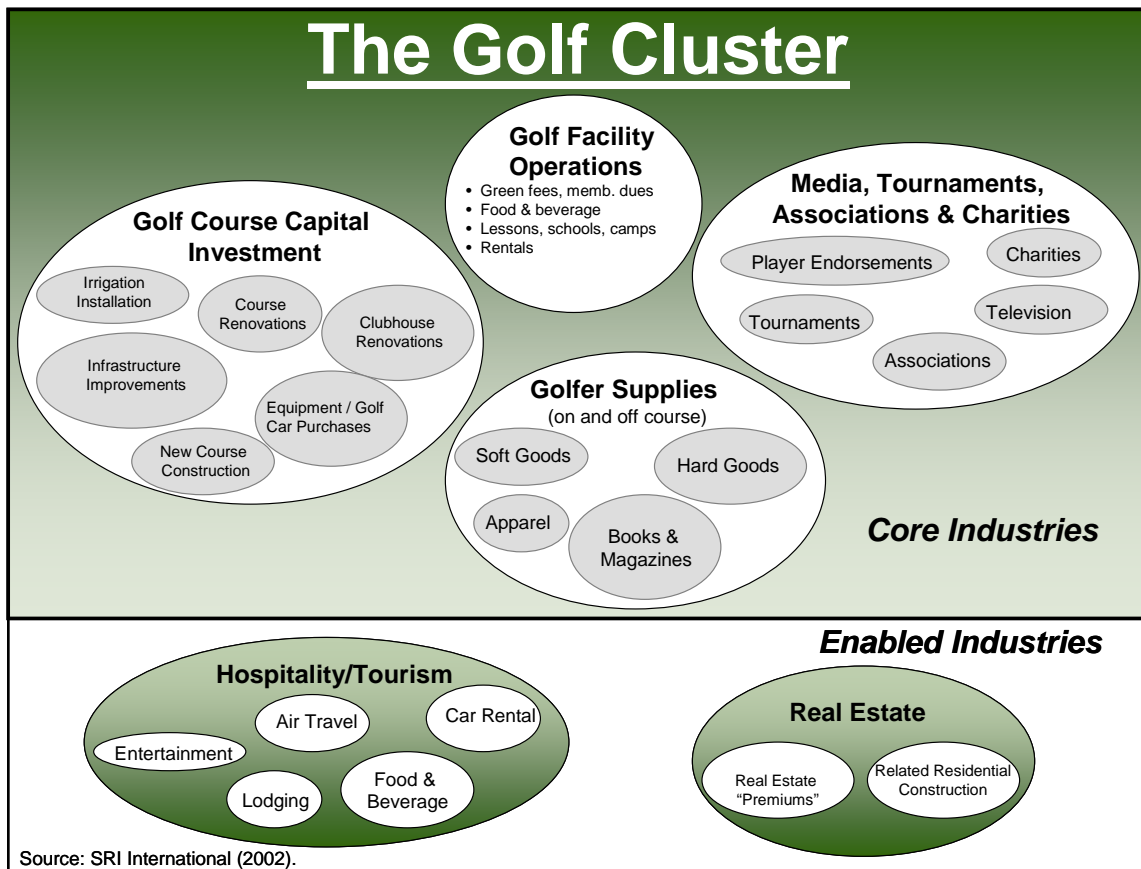 The Golf Cluster
Golf Facility
Operations
• Green fees, memb. dues
• Food & beverage
• Lessons, schools, camps
• Rentals
Golf Course Capital
Investment
Irrigation
Installation
Course
Renovations
Clubhouse
Renovations
Infrastructure
Improvements
Equipment / Golf
Car Purchases
New Course
Construction
Media, Tournaments,
Associations & Charities
Player Endorsements
Charities
Tournaments
Television
Associations
Golfer Supplies
(on and off course)
Soft Goods
Hard Goods
Apparel
Books &
Magazines
Core Industries
Enabled Industries
Hospitality/Tourism
Air Travel
Car Rental
Entertainment
Lodging
Food &
Beverage
Real Estate
Real Estate
“Premiums”
Related Residential
Construction
Source: SRI International (2002).